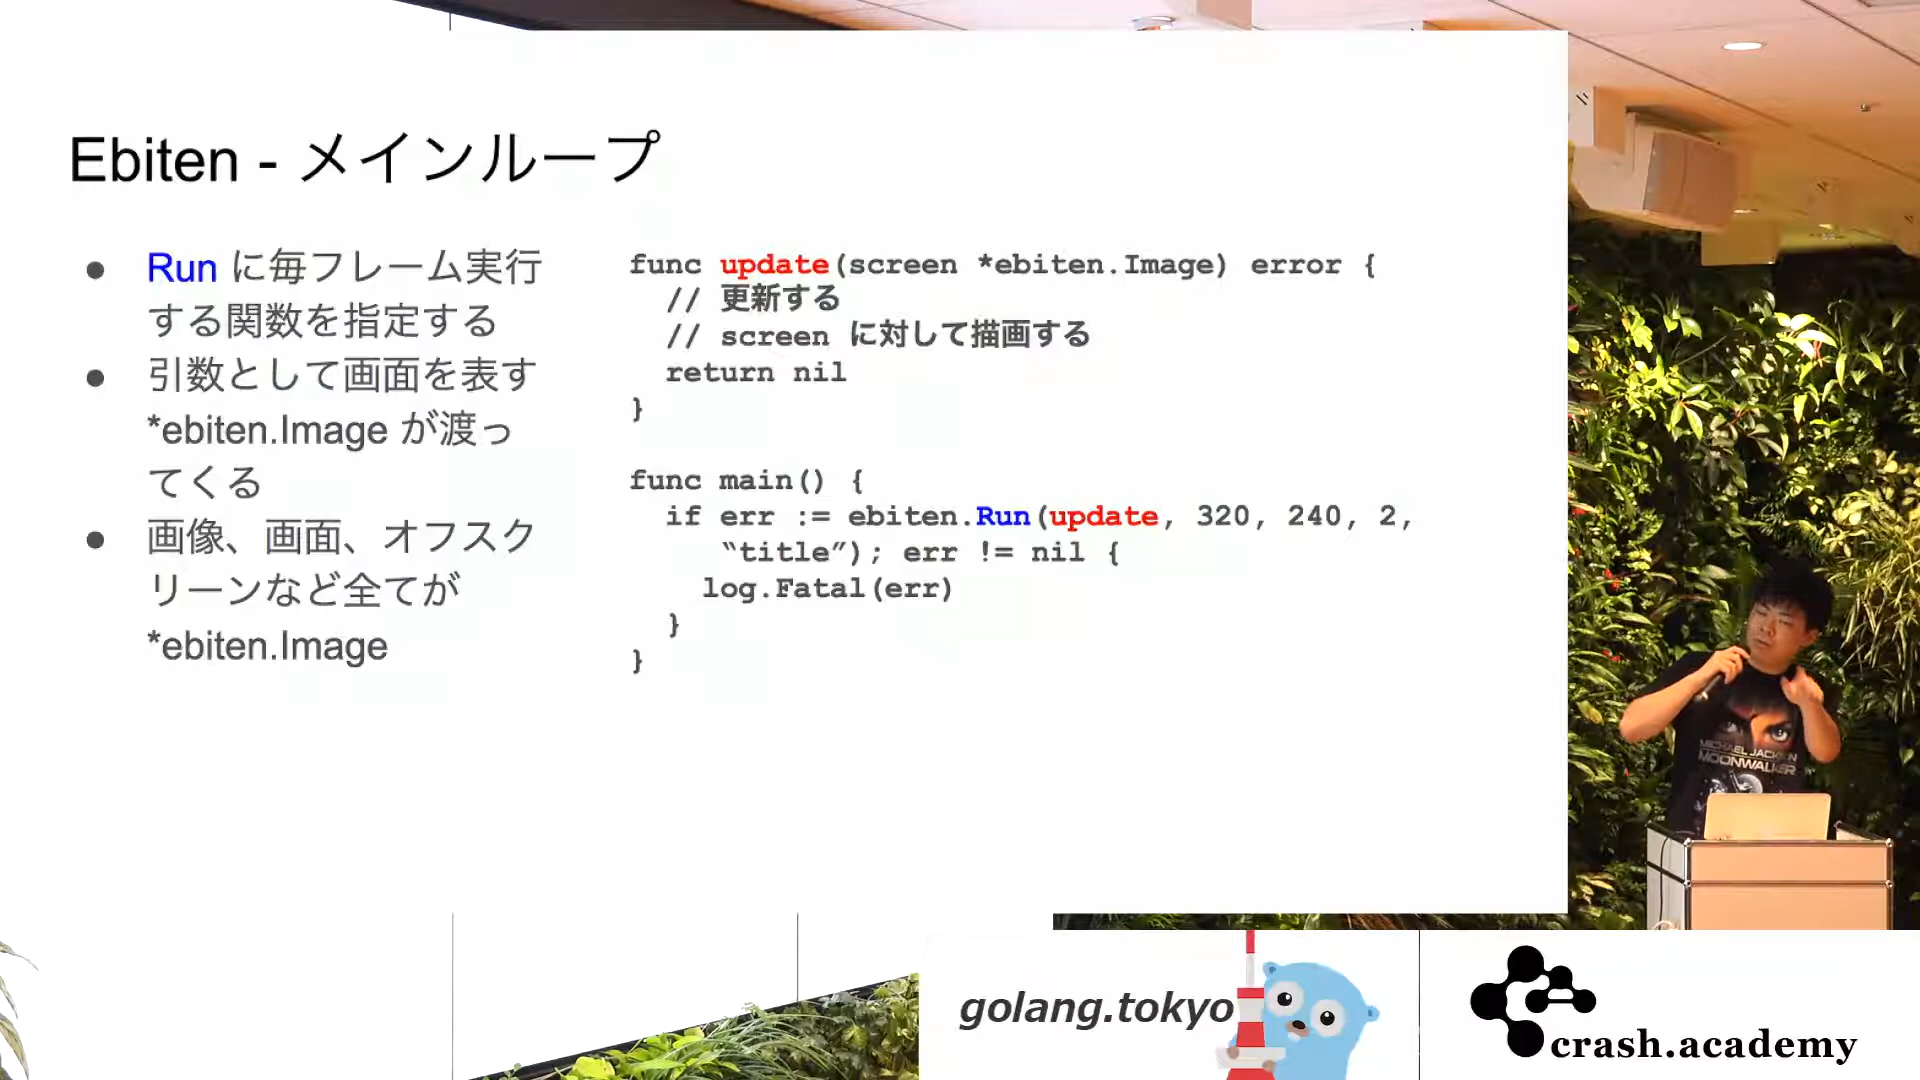 Ebiten - メインループ
Run に毎フレーム実行
する関数を指定する
引数として画面を表す
*ebiten.Image が渡っ
てくる
画像、画面、オフスク
リーンなど全てが
*ebiten.Image
func update(screen *ebiten.Image) error {
// 更新する
// screen に対して描画する
return nil
}
func main() {
if err := ebiten.Run(update, 320, 240, 2,
“title”); err != nil {
log.Fatal(err)
}
}
MICHAEL JACKSON
MOONWALKER
golang.tokyo
crash.academy